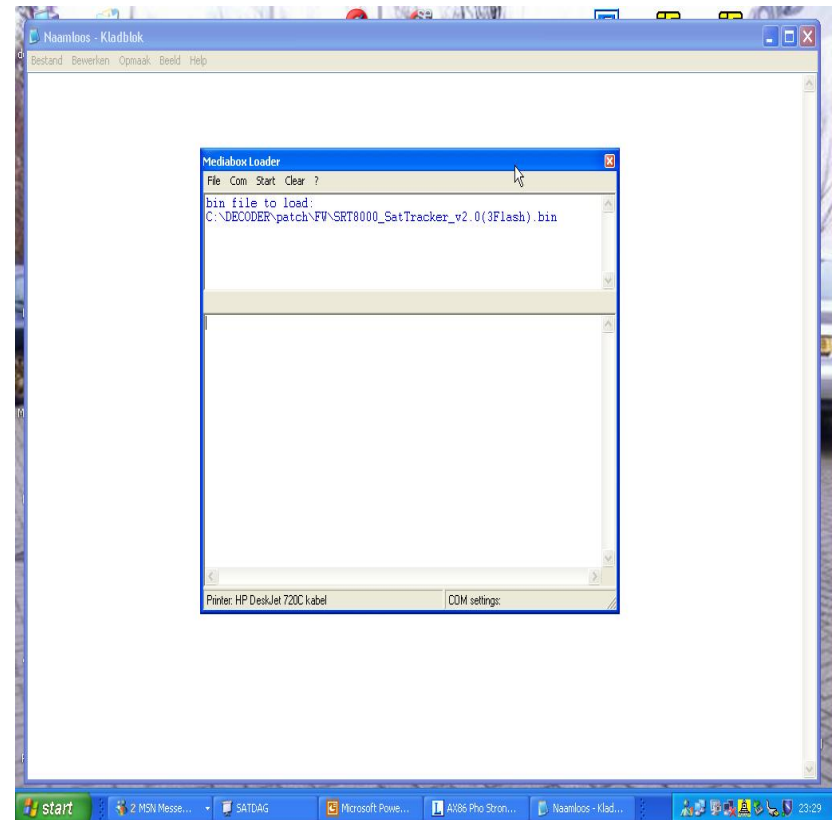 Naamloos - Kladblok
Bestand Bewerken Opmaak Beeld Help
Mediabox Loader
File Com Start Clear ?
bin file to load:
C:\DECODER\patch\FW\SRT8000_SatTracker_v2.0(3Flash).bin
Printer: HP DeskJet 720C kabel COM settings:
start 2 MSN Messe... SATDAG Microsoft Powe... AX86 Pho Stron... Naamloos - Klad... 23:29